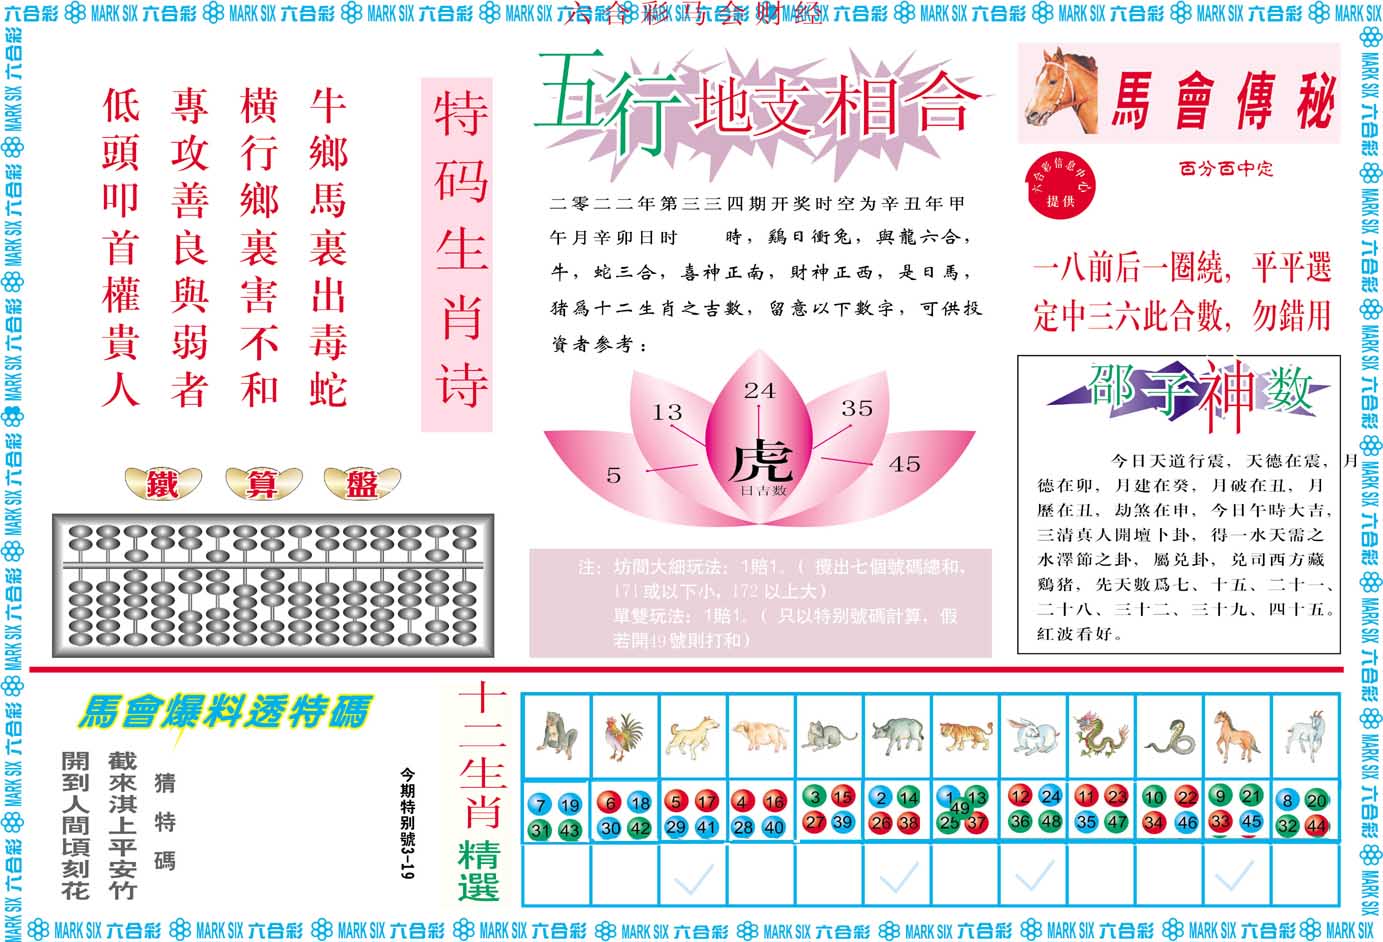 六合彩马会财经
MARK SIX 六合彩
特码生肖诗
牛鄉馬裏出毒蛇
橫行鄉裏害不和
專攻善良與弱者
低頭叩首權貴人
鐵算盤
五行地支相合
二零二二年第三三四期开奖时空为辛丑年甲
午月辛卯日时 時，鷄日衝兔，與龍六合，
牛，蛇三合，喜神正南，財神正西，是日馬，
猪爲十二生肖之吉數，留意以下數字，可供投
資者參考：
5
13
24
35
45
虎
日吉数
注：坊間大細玩法：1賠1。（攪出七個號碼總和，
171或以下小，172以上大）
單雙玩法：1賠1。（只以特别號碼計算，假
若開49號則打和）
馬會傳秘
六合彩信息中心
提供
百分百中定
一八前后一圈繞，平平選
定中三六此合數，勿錯用
邵子神数
今日天道行震，天德在震，月
德在卯，月建在癸，月破在丑，月
歷在丑，劫煞在申，今日午時大吉，
三清真人開壇卜卦，得一水天需之
水澤節之卦，屬兑卦，兑司西方藏
鷄猪，先天數爲七、十五、二十一、
二十八、三十二、三十九、四十五。
紅波看好。
馬會爆料透特碼
猜特碼
截來淇上平安竹
開到人間頃刻花
今期特别號3-19
十二生肖精選
7 19 6 18 5 17 4 16 3 15 2 14 1 13 12 24 11 23 10 22 9 21 8 20
49
31 43 30 42 29 41 28 40 27 39 26 38 25 37 36 48 35 47 34 46 33 45 32 44